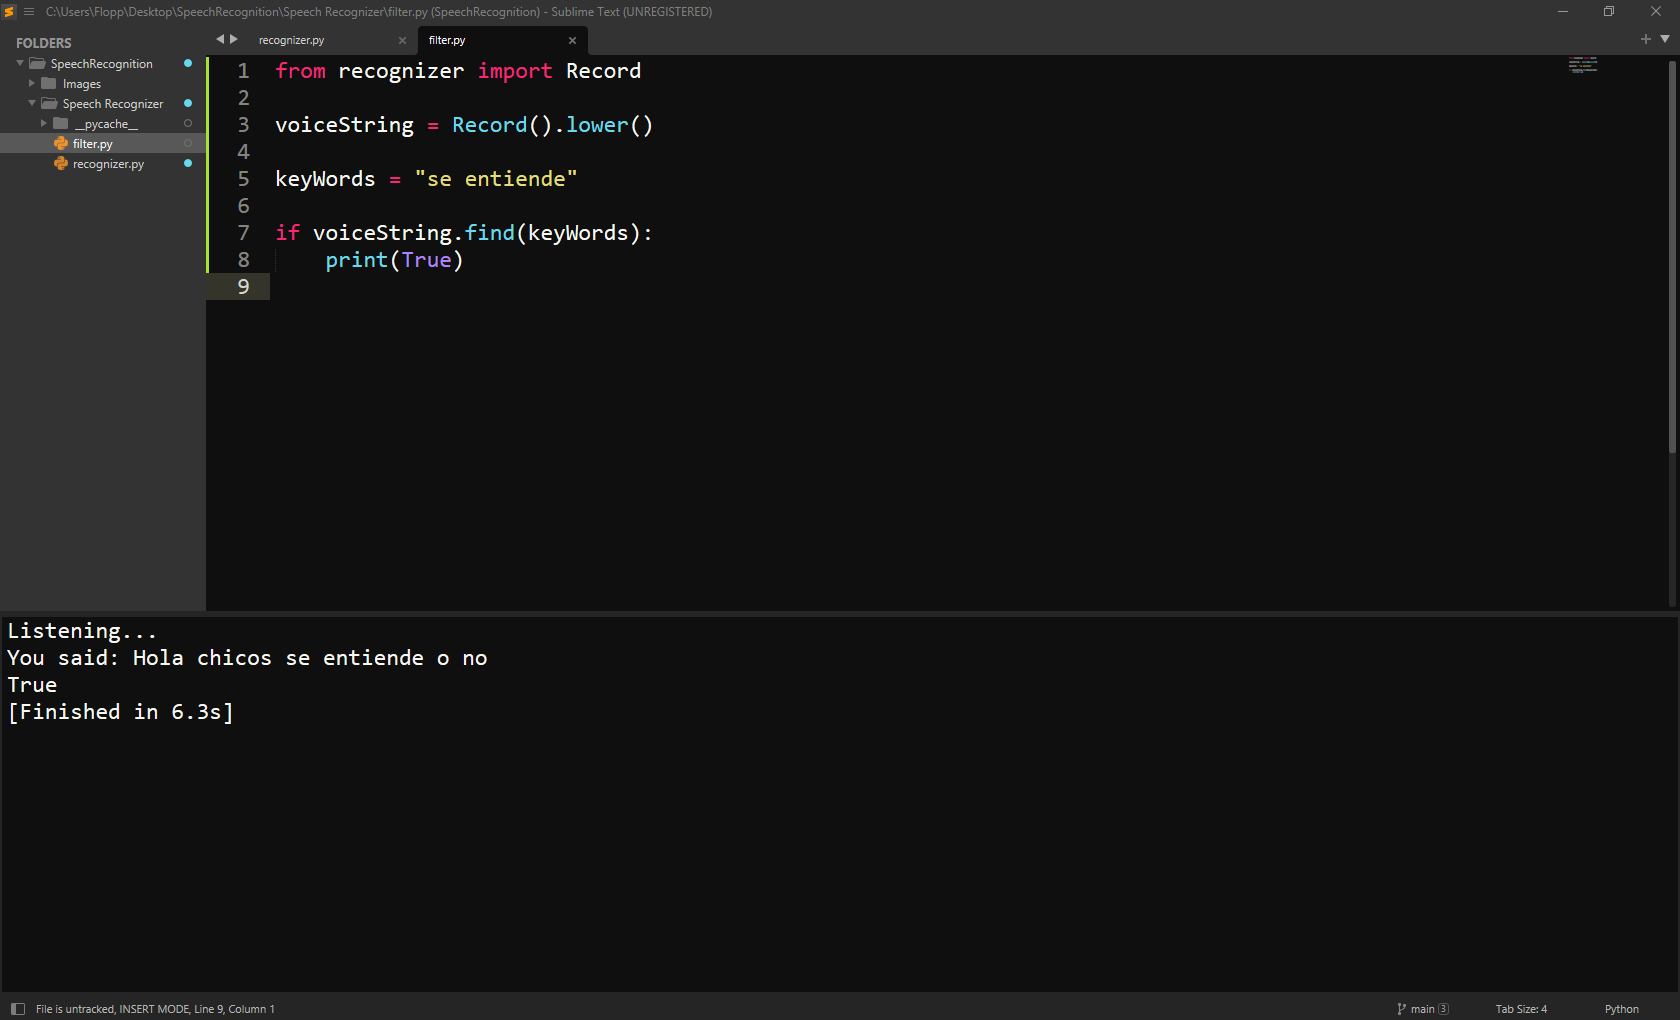 C:\Users\Flopp\Desktop\SpeechRecognition\Speech Recognizer\filter.py (SpeechRecognition) - Sublime Text (UNREGISTERED)
FOLDERS
SpeechRecognition
Images
Speech Recognizer
__pycache__
filter.py
recognizer.py
recognizer.py
filter.py
1 from recognizer import Record
2
3 voiceString = Record().lower()
4
5 keyWords = "se entiende"
6
7 if voiceString.find(keyWords):
8     print(True)
9
Listening...
You said: Hola chicos se entiende o no
True
[Finished in 6.3s]
File is untracked, INSERT MODE, Line 9, Column 1
main 3
Tab Size: 4
Python